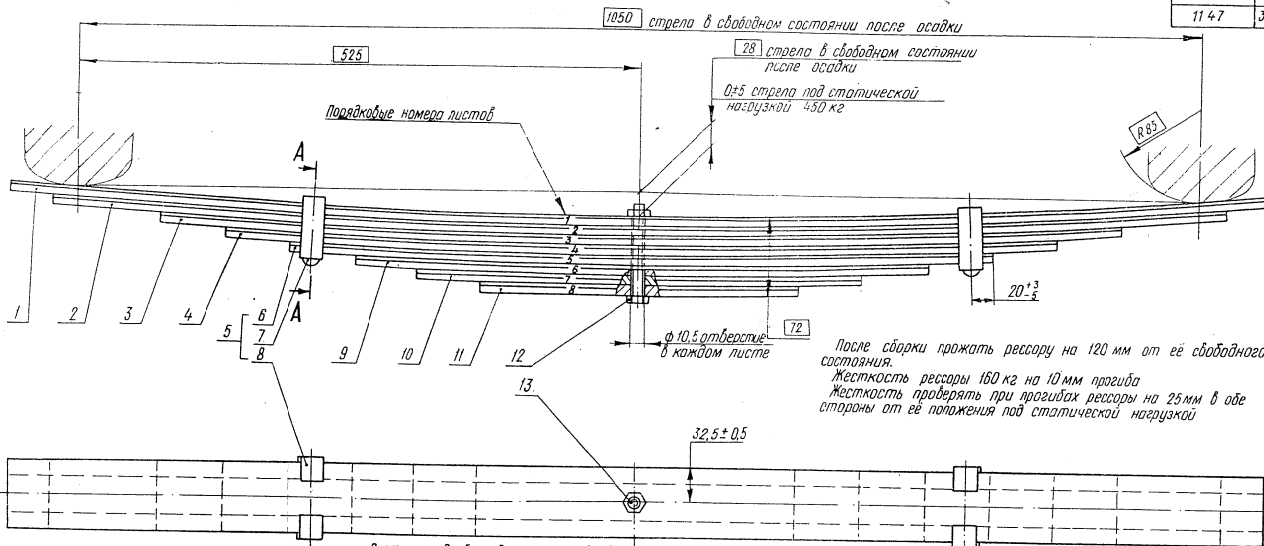 11 47
3
1050 стрела в свободном состоянии после осадки
525
28 стрела в свободном состоянии
после осадки
0±5 стрела под статической
нагрузкой 450 кг
Порядковые номера листов
R 85
А
1
2
3
4
5
6
7
8
А
20 +3 -5
1
2
3
4
5
6
7
8
9
10
11
12
13.
72
ф 10,5 отверстие
в каждом листе
После сборки прожать рессору на 120 мм от её свободного
состояния.
Жесткость рессоры 160 кг на 10 мм прогиба
Жесткость проверять при прогибах рессоры на 25 мм в обе
стороны от её положения под статической нагрузкой
32,5 ± 0,5